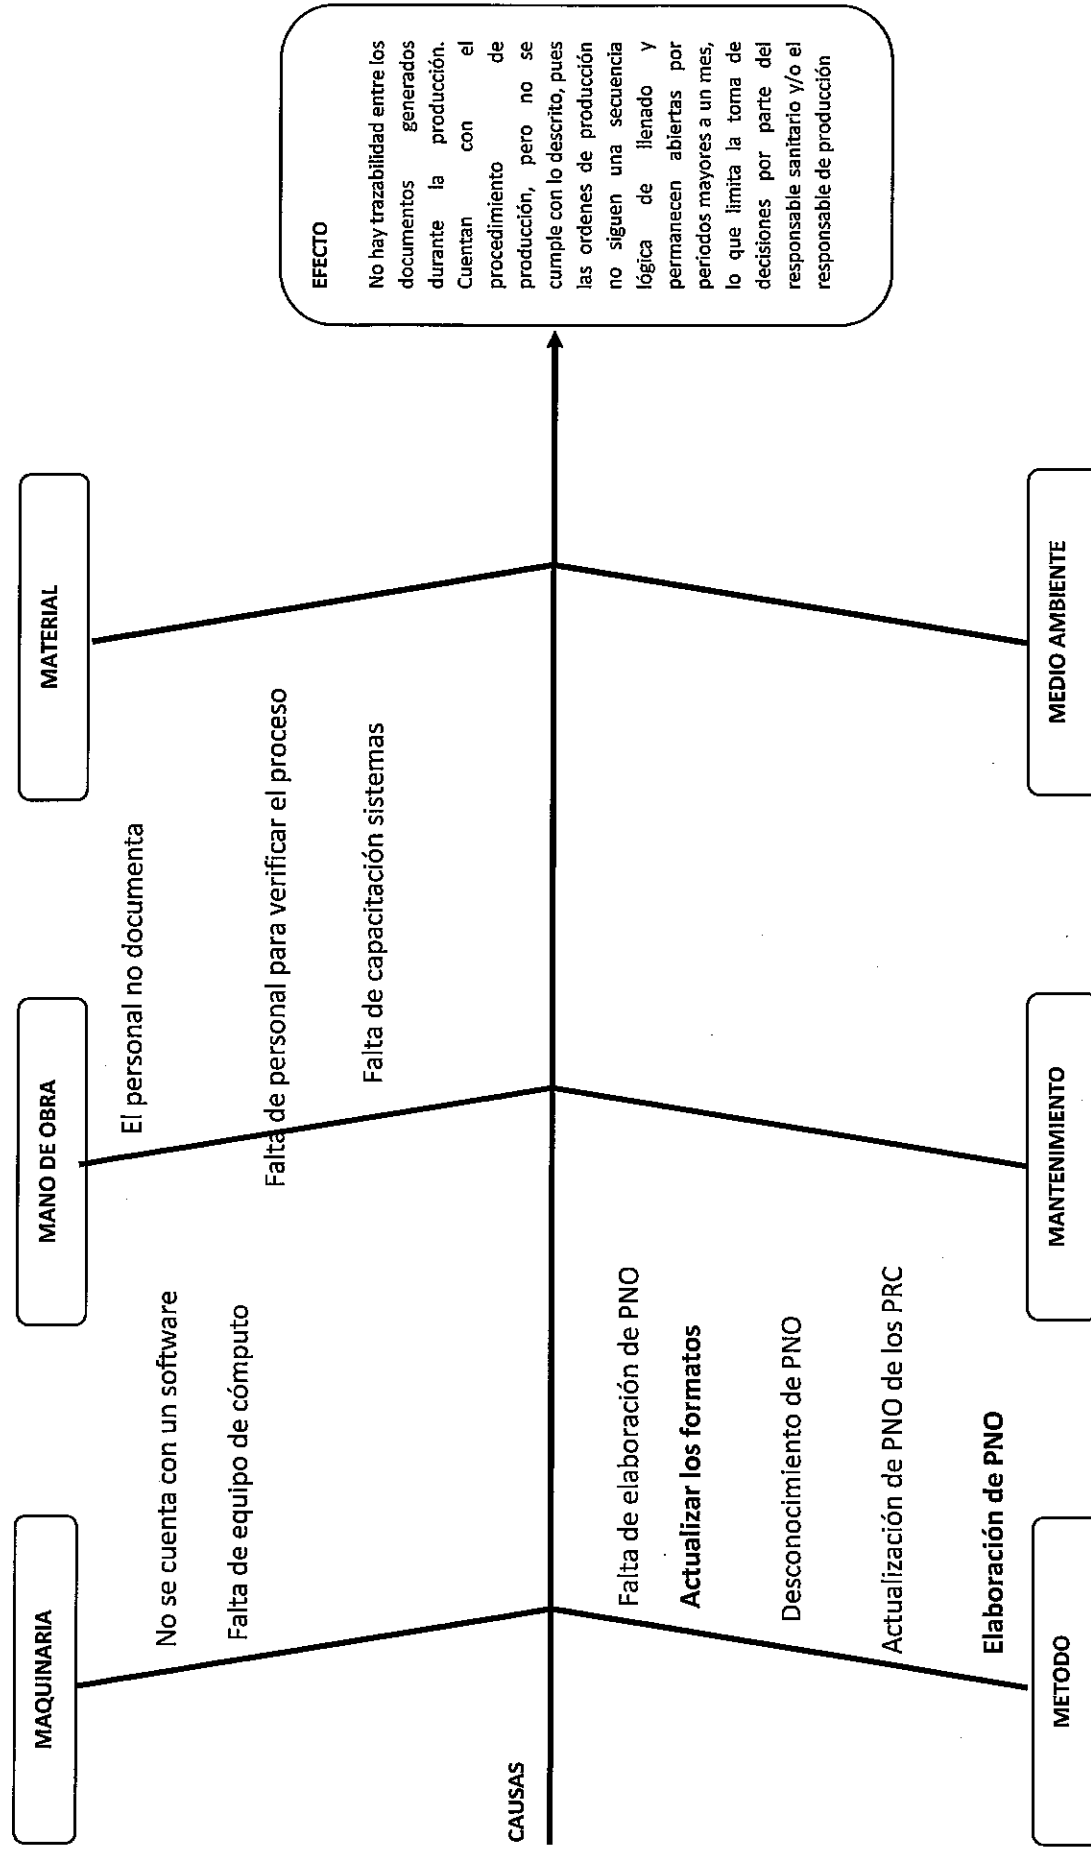 MAQUINARIA
MANO DE OBRA
MATERIAL
No se cuenta con un software
Falta de equipo de cómputo
El personal no documenta
Falta de personal para verificar el proceso
Falta de capacitación sistemas
CAUSAS
EFECTO
No hay trazabilidad entre los
documentos generados
durante la producción.
Cuentan con el
procedimiento de
producción, pero no se
cumple con lo descrito, pues
las ordenes de producción
no siguen una secuencia
lógica de llenado y
permanecen abiertas por
periodos mayores a un mes,
lo que limita la toma de
decisiones por parte del
responsable sanitario y/o el
responsable de producción
Falta de elaboración de PNO
Actualizar los formatos
Desconocimiento de PNO
Actualización de PNO de los PRC
Elaboración de PNO
METODO
MANTENIMIENTO
MEDIO AMBIENTE